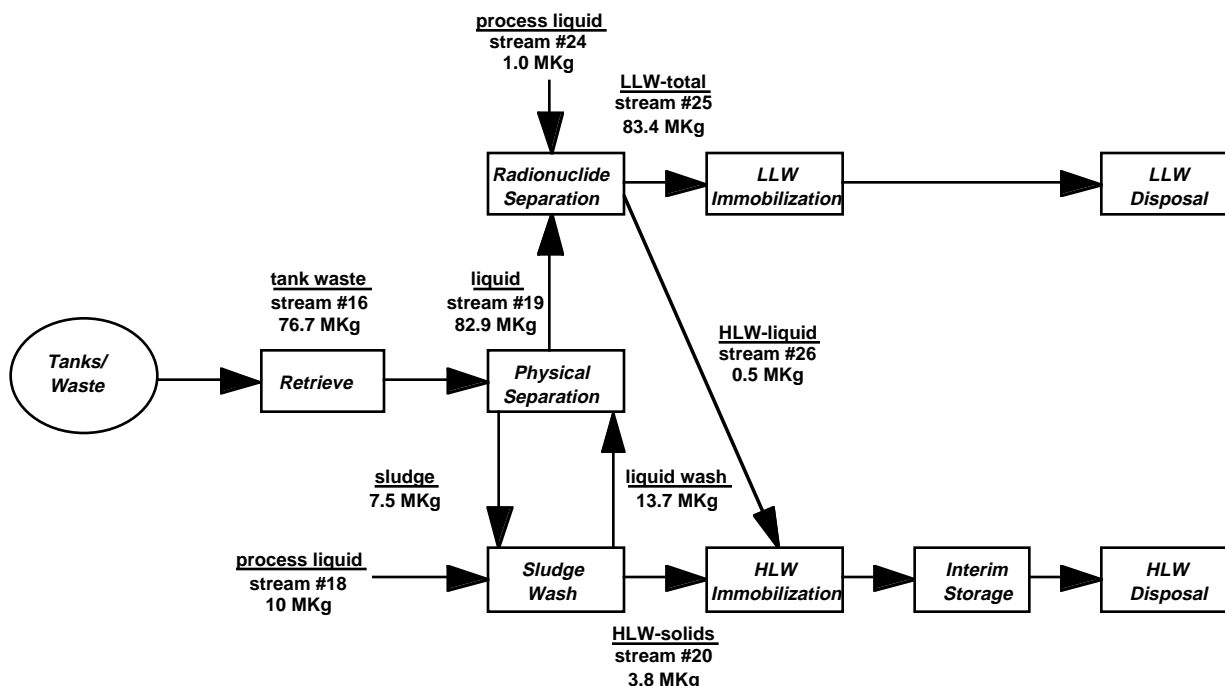 process liquid
stream #24
1.0 MKg
LLW-total
stream #25
83.4 MKg
Radionuclide
Separation
LLW
Immobilization
LLW
Disposal
tank waste
stream #16
76.7 MKg
liquid
stream #19
82.9 MKg
HLW-liquid
stream #26
0.5 MKg
Tanks/
Waste
Retrieve
Physical
Separation
sludge
7.5 MKg
liquid wash
13.7 MKg
process liquid
stream #18
10 MKg
Sludge
Wash
HLW
Immobilization
Interim
Storage
HLW
Disposal
HLW-solids
stream #20
3.8 MKg